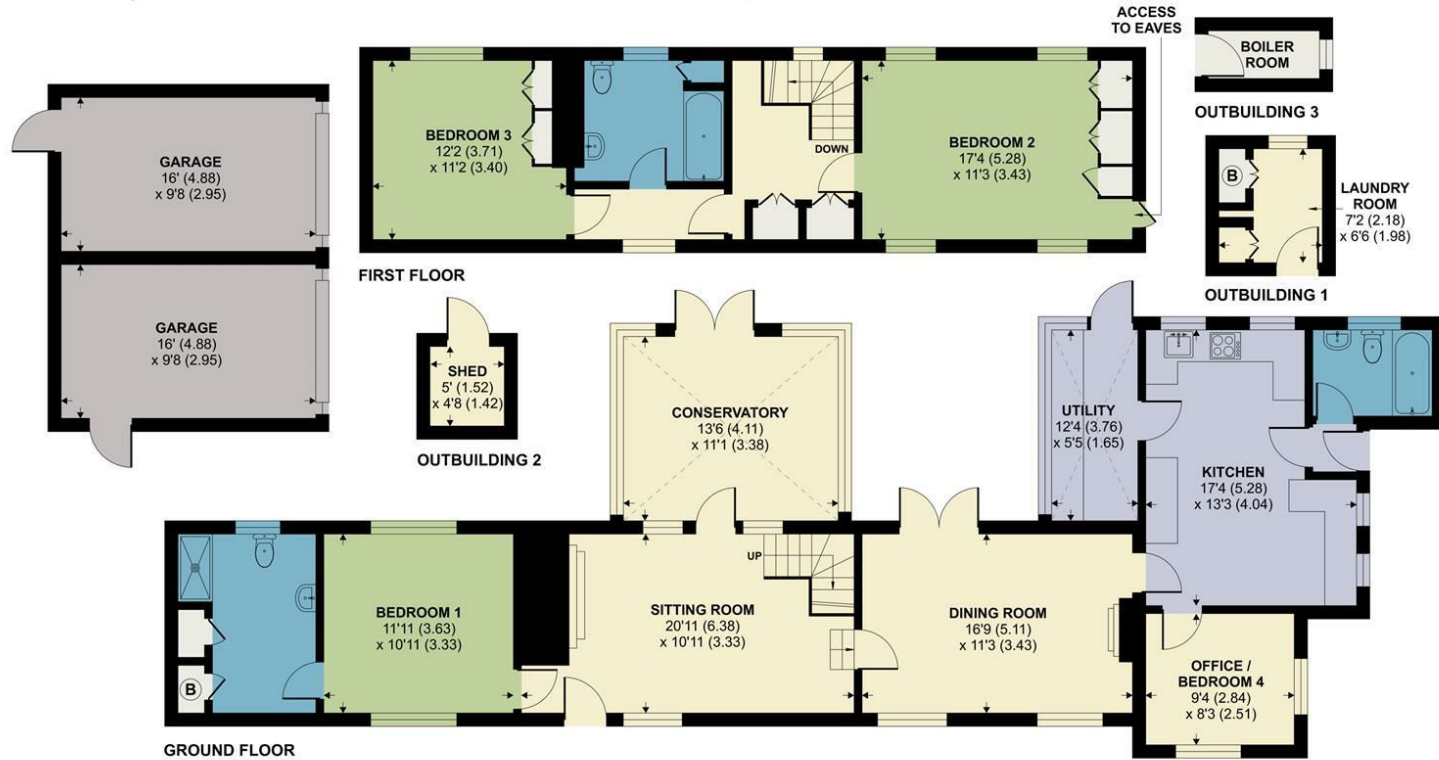 ACCESS
TO EAVES
BOILER
ROOM
OUTBUILDING 3
GARAGE
16' (4.88)
x 9'8 (2.95)
BEDROOM 3
12'2 (3.71)
x 11'2 (3.40)
DOWN
BEDROOM 2
17'4 (5.28)
x 11'3 (3.43)
B
LAUNDRY
ROOM
7'2 (2.18)
x 6'6 (1.98)
OUTBUILDING 1
FIRST FLOOR
GARAGE
16' (4.88)
x 9'8 (2.95)
SHED
5' (1.52)
x 4'8 (1.42)
OUTBUILDING 2
CONSERVATORY
13'6 (4.11)
x 11'1 (3.38)
UTILITY
12'4 (3.76)
x 5'5 (1.65)
KITCHEN
17'4 (5.28)
x 13'3 (4.04)
B
BEDROOM 1
11'11 (3.63)
x 10'11 (3.33)
UP
SITTING ROOM
20'11 (6.38)
x 10'11 (3.33)
DINING ROOM
16'9 (5.11)
x 11'3 (3.43)
OFFICE /
BEDROOM 4
9'4 (2.84)
x 8'3 (2.51)
GROUND FLOOR